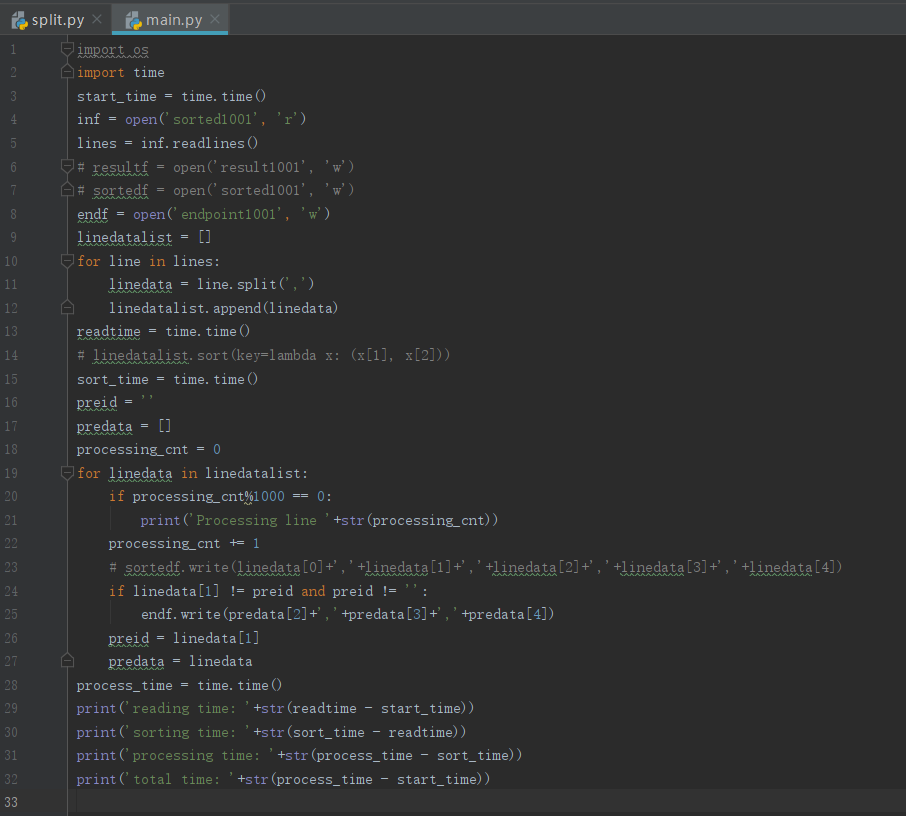 split.py main.py
1 import os
2 import time
3 start_time = time.time()
4 inf = open('sorted1001', 'r')
5 lines = inf.readlines()
6 # resultf = open('result1001', 'w')
7 # sortedf = open('sorted1001', 'w')
8 endf = open('endpoint1001', 'w')
9 linedatalist = []
10 for line in lines:
11     linedata = line.split(',')
12     linedatalist.append(linedata)
13 readtime = time.time()
14 # linedatalist.sort(key=lambda x: (x[1], x[2]))
15 sort_time = time.time()
16 preid = ''
17 predata = []
18 processing_cnt = 0
19 for linedata in linedatalist:
20     if processing_cnt%1000 == 0:
21         print('Processing line '+str(processing_cnt))
22     processing_cnt += 1
23     # sortedf.write(linedata[0]+','+linedata[1]+','+linedata[2]+','+linedata[3]+','+linedata[4])
24     if linedata[1] != preid and preid != '':
25         endf.write(predata[2]+','+predata[3]+','+predata[4])
26     preid = linedata[1]
27     predata = linedata
28 process_time = time.time()
29 print('reading time: '+str(readtime - start_time))
30 print('sorting time: '+str(sort_time - readtime))
31 print('processing time: '+str(process_time - sort_time))
32 print('total time: '+str(process_time - start_time))
33